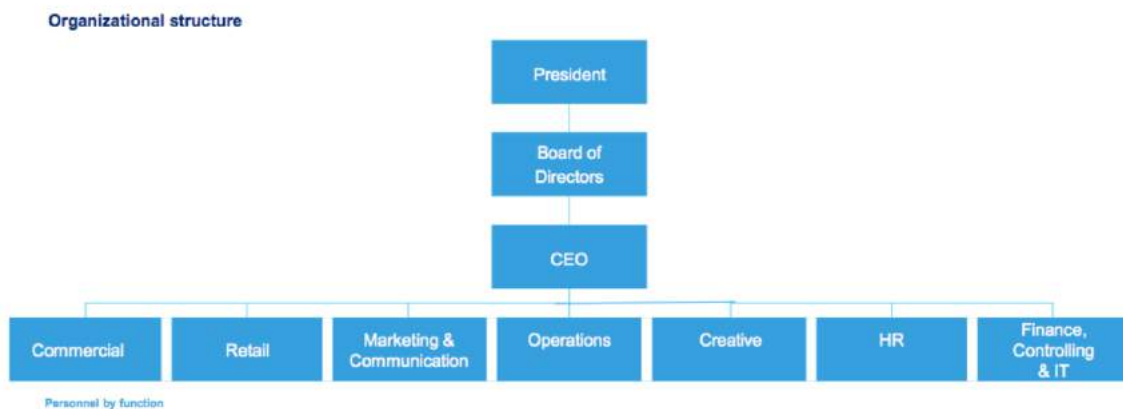 Organizational structure
President
Board of
Directors
CEO
Commercial
Retail
Marketing &
Communication
Operations
Creative
HR
Finance,
Controlling
& IT
Personnel by function